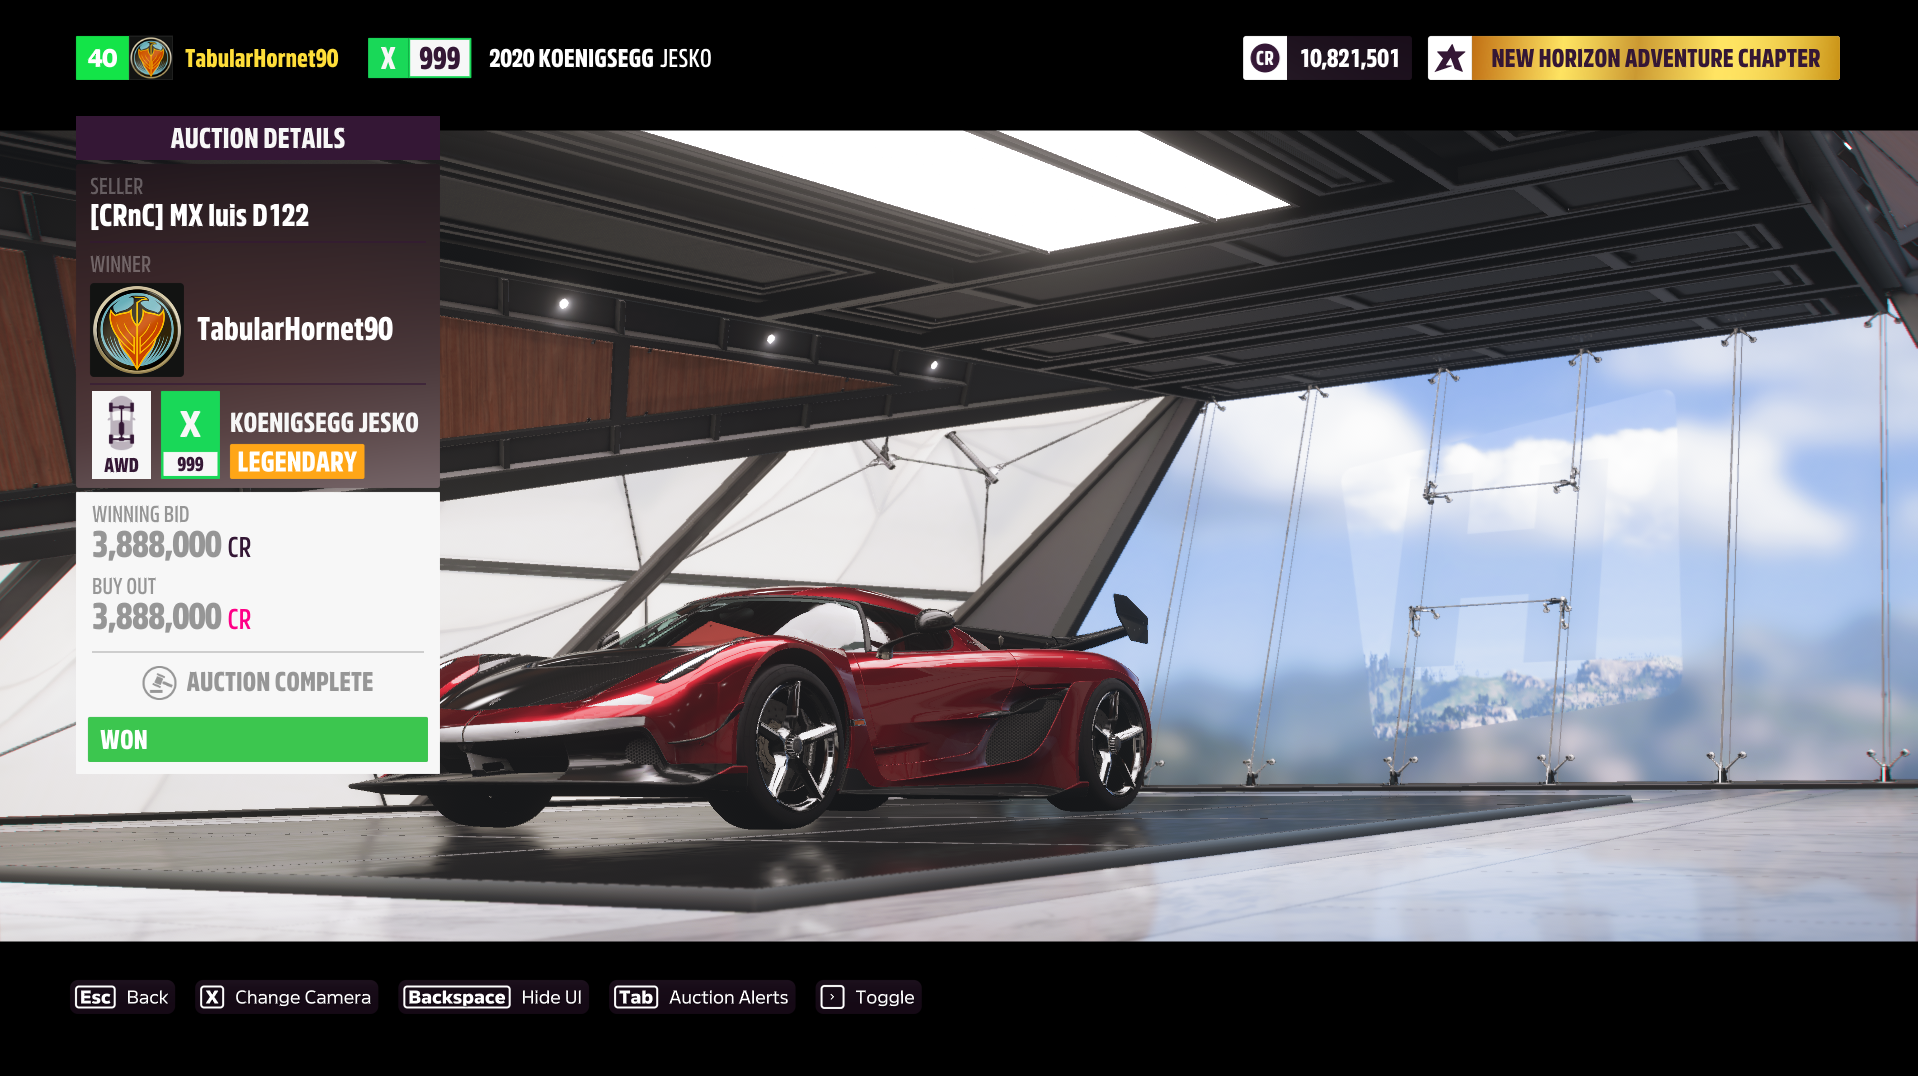 40 TabularHornet90 X 999 2020 KOENIGSEGG JESKO CR 10,821,501 NEW HORIZON ADVENTURE CHAPTER
AUCTION DETAILS
SELLER
[CRnC] MX luis D122
WINNER
TabularHornet90
AWD X 999 KOENIGSEGG JESKO
LEGENDARY
WINNING BID
3,888,000 CR
BUY OUT
3,888,000 CR
AUCTION COMPLETE
WON
Esc Back X Change Camera Backspace Hide UI Tab Auction Alerts › Toggle